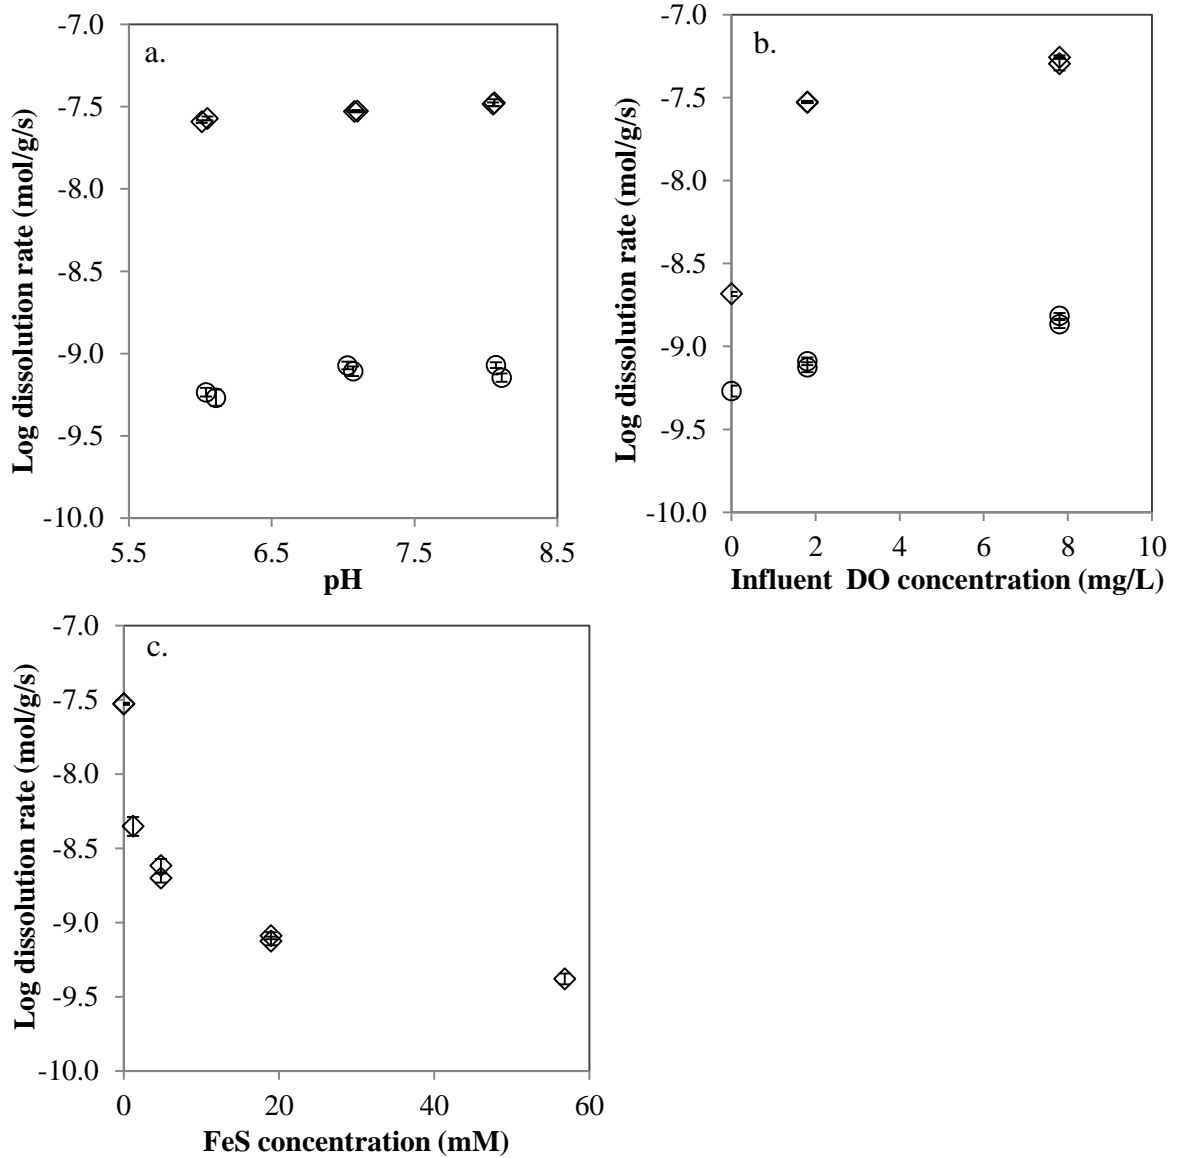 a.
Log dissolution rate (mol/g/s)
-7.0
-7.5
-8.0
-8.5
-9.0
-9.5
-10.0
5.5 6.5 7.5 8.5
pH
b.
Log dissolution rate (mol/g/s)
-7.0
-7.5
-8.0
-8.5
-9.0
-9.5
-10.0
0 2 4 6 8 10
Influent DO concentration (mg/L)
c.
Log dissolution rate (mol/g/s)
-7.0
-7.5
-8.0
-8.5
-9.0
-9.5
-10.0
0 20 40 60
FeS concentration (mM)